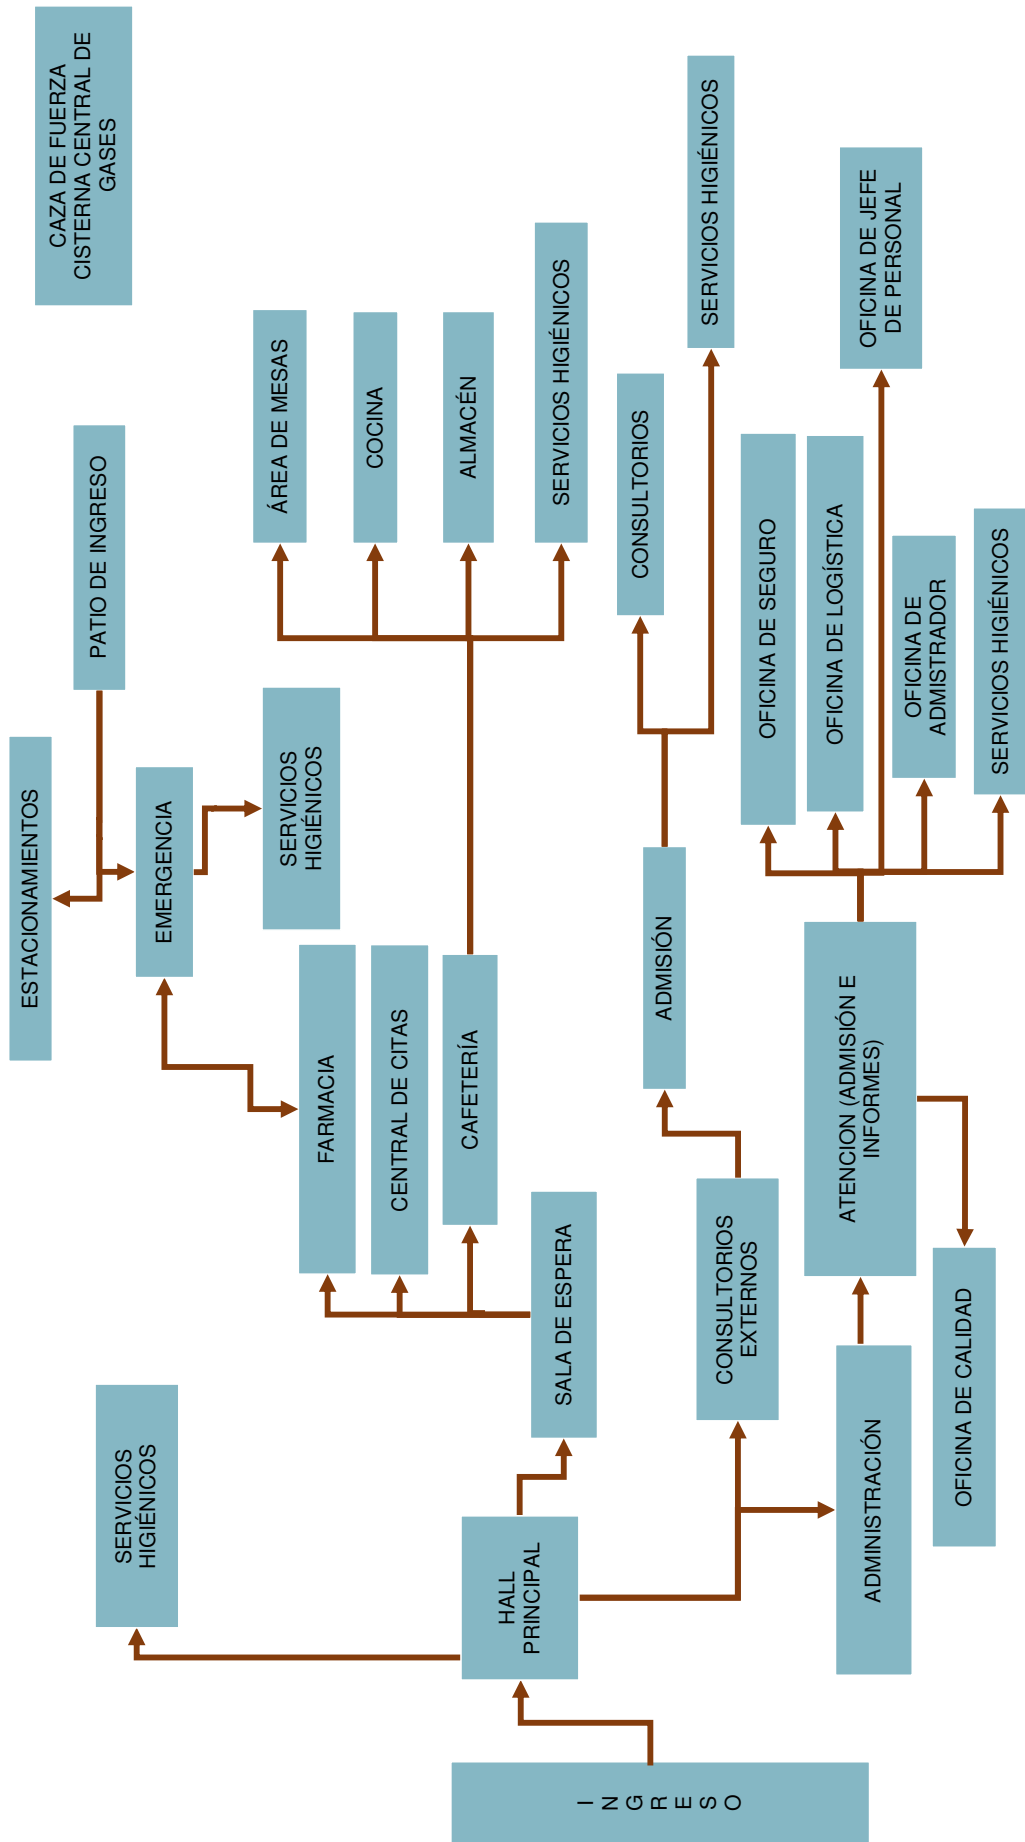 CAZA DE FUERZA
CISTERNA CENTRAL DE
GASES
ESTACIONAMIENTOS
PATIO DE INGRESO
EMERGENCIA
SERVICIOS
HIGIÉNICOS
SERVICIOS
HIGIÉNICOS
FARMACIA
CENTRAL DE CITAS
CAFETERÍA
ÁREA DE MESAS
COCINA
ALMACÉN
SERVICIOS HIGIÉNICOS
I
N
G
R
E
S
O
HALL
PRINCIPAL
SALA DE ESPERA
CONSULTORIOS
EXTERNOS
ADMISIÓN
CONSULTORIOS
SERVICIOS HIGIÉNICOS
ADMINISTRACIÓN
ATENCION (ADMISIÓN E
INFORMES)
OFICINA DE CALIDAD
OFICINA DE SEGURO
OFICINA DE LOGÍSTICA
OFICINA DE JEFE
DE PERSONAL
OFICINA DE
ADMISTRADOR
SERVICIOS HIGIÉNICOS